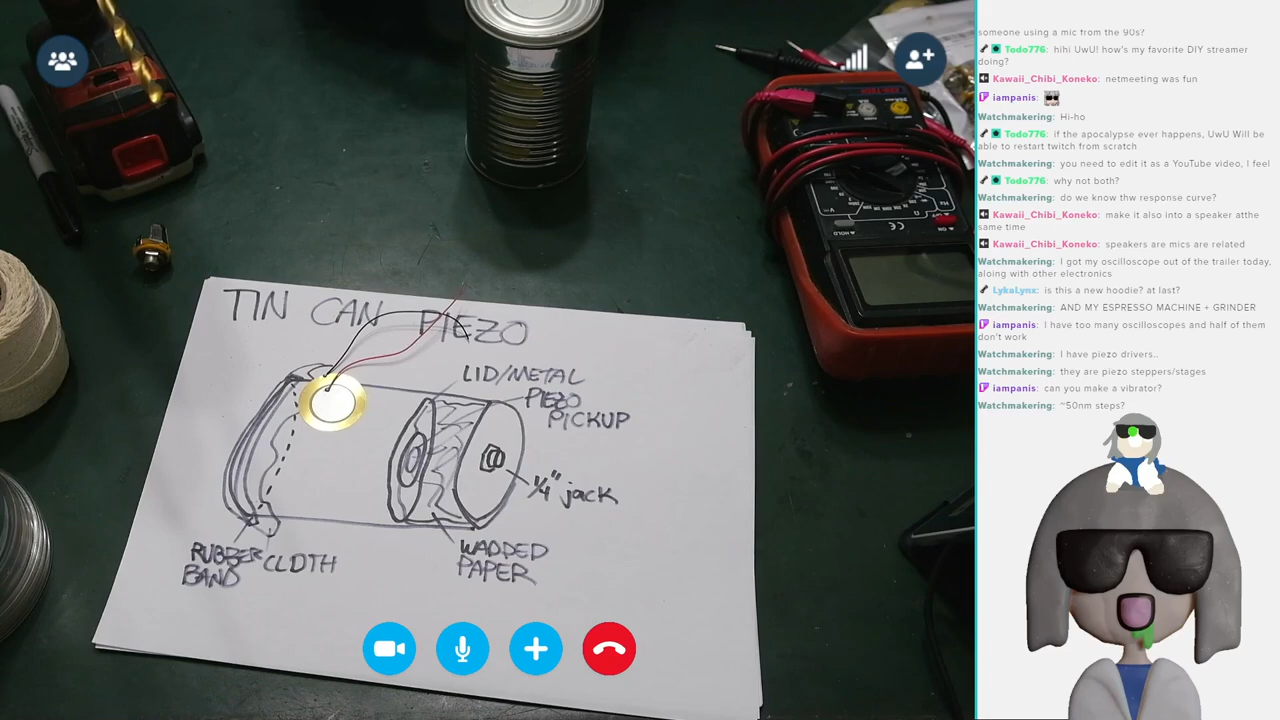 TIN CAN PIEZO
LID/METAL
PIEZO
PICKUP
1/4" jack
RUBBER
BAND
CLOTH
WADDED
PAPER
HOLD
CE
someone using a mic from the 90s?
Todo776: hihi UwU! how's my favorite DIY streamer
doing?
Kawaii_Chibi_Koneko: netmeeting was fun
iampanis:
Watchmakering: Hi-ho
Todo776: if the apocalypse ever happens, UwU Will be
able to restart twitch from scratch
Watchmakering: you need to edit it as a YouTube video, I feel
Todo776: why not both?
Watchmakering: do we know thw response curve?
Kawaii_Chibi_Koneko: make it also into a speaker atthe
same time
Kawaii_Chibi_Koneko: speakers are mics are related
Watchmakering: I got my oscilloscope out of the trailer today,
along with other electronics
LykaLynx: is this a new hoodie? at last?
Watchmakering: AND MY ESPRESSO MACHINE + GRINDER
iampanis: I have too many oscilloscopes and half of them
don't work
Watchmakering: I have piezo drivers..
Watchmakering: they are piezo steppers/stages
iampanis: can you make a vibrator?
Watchmakering: ~50nm steps?